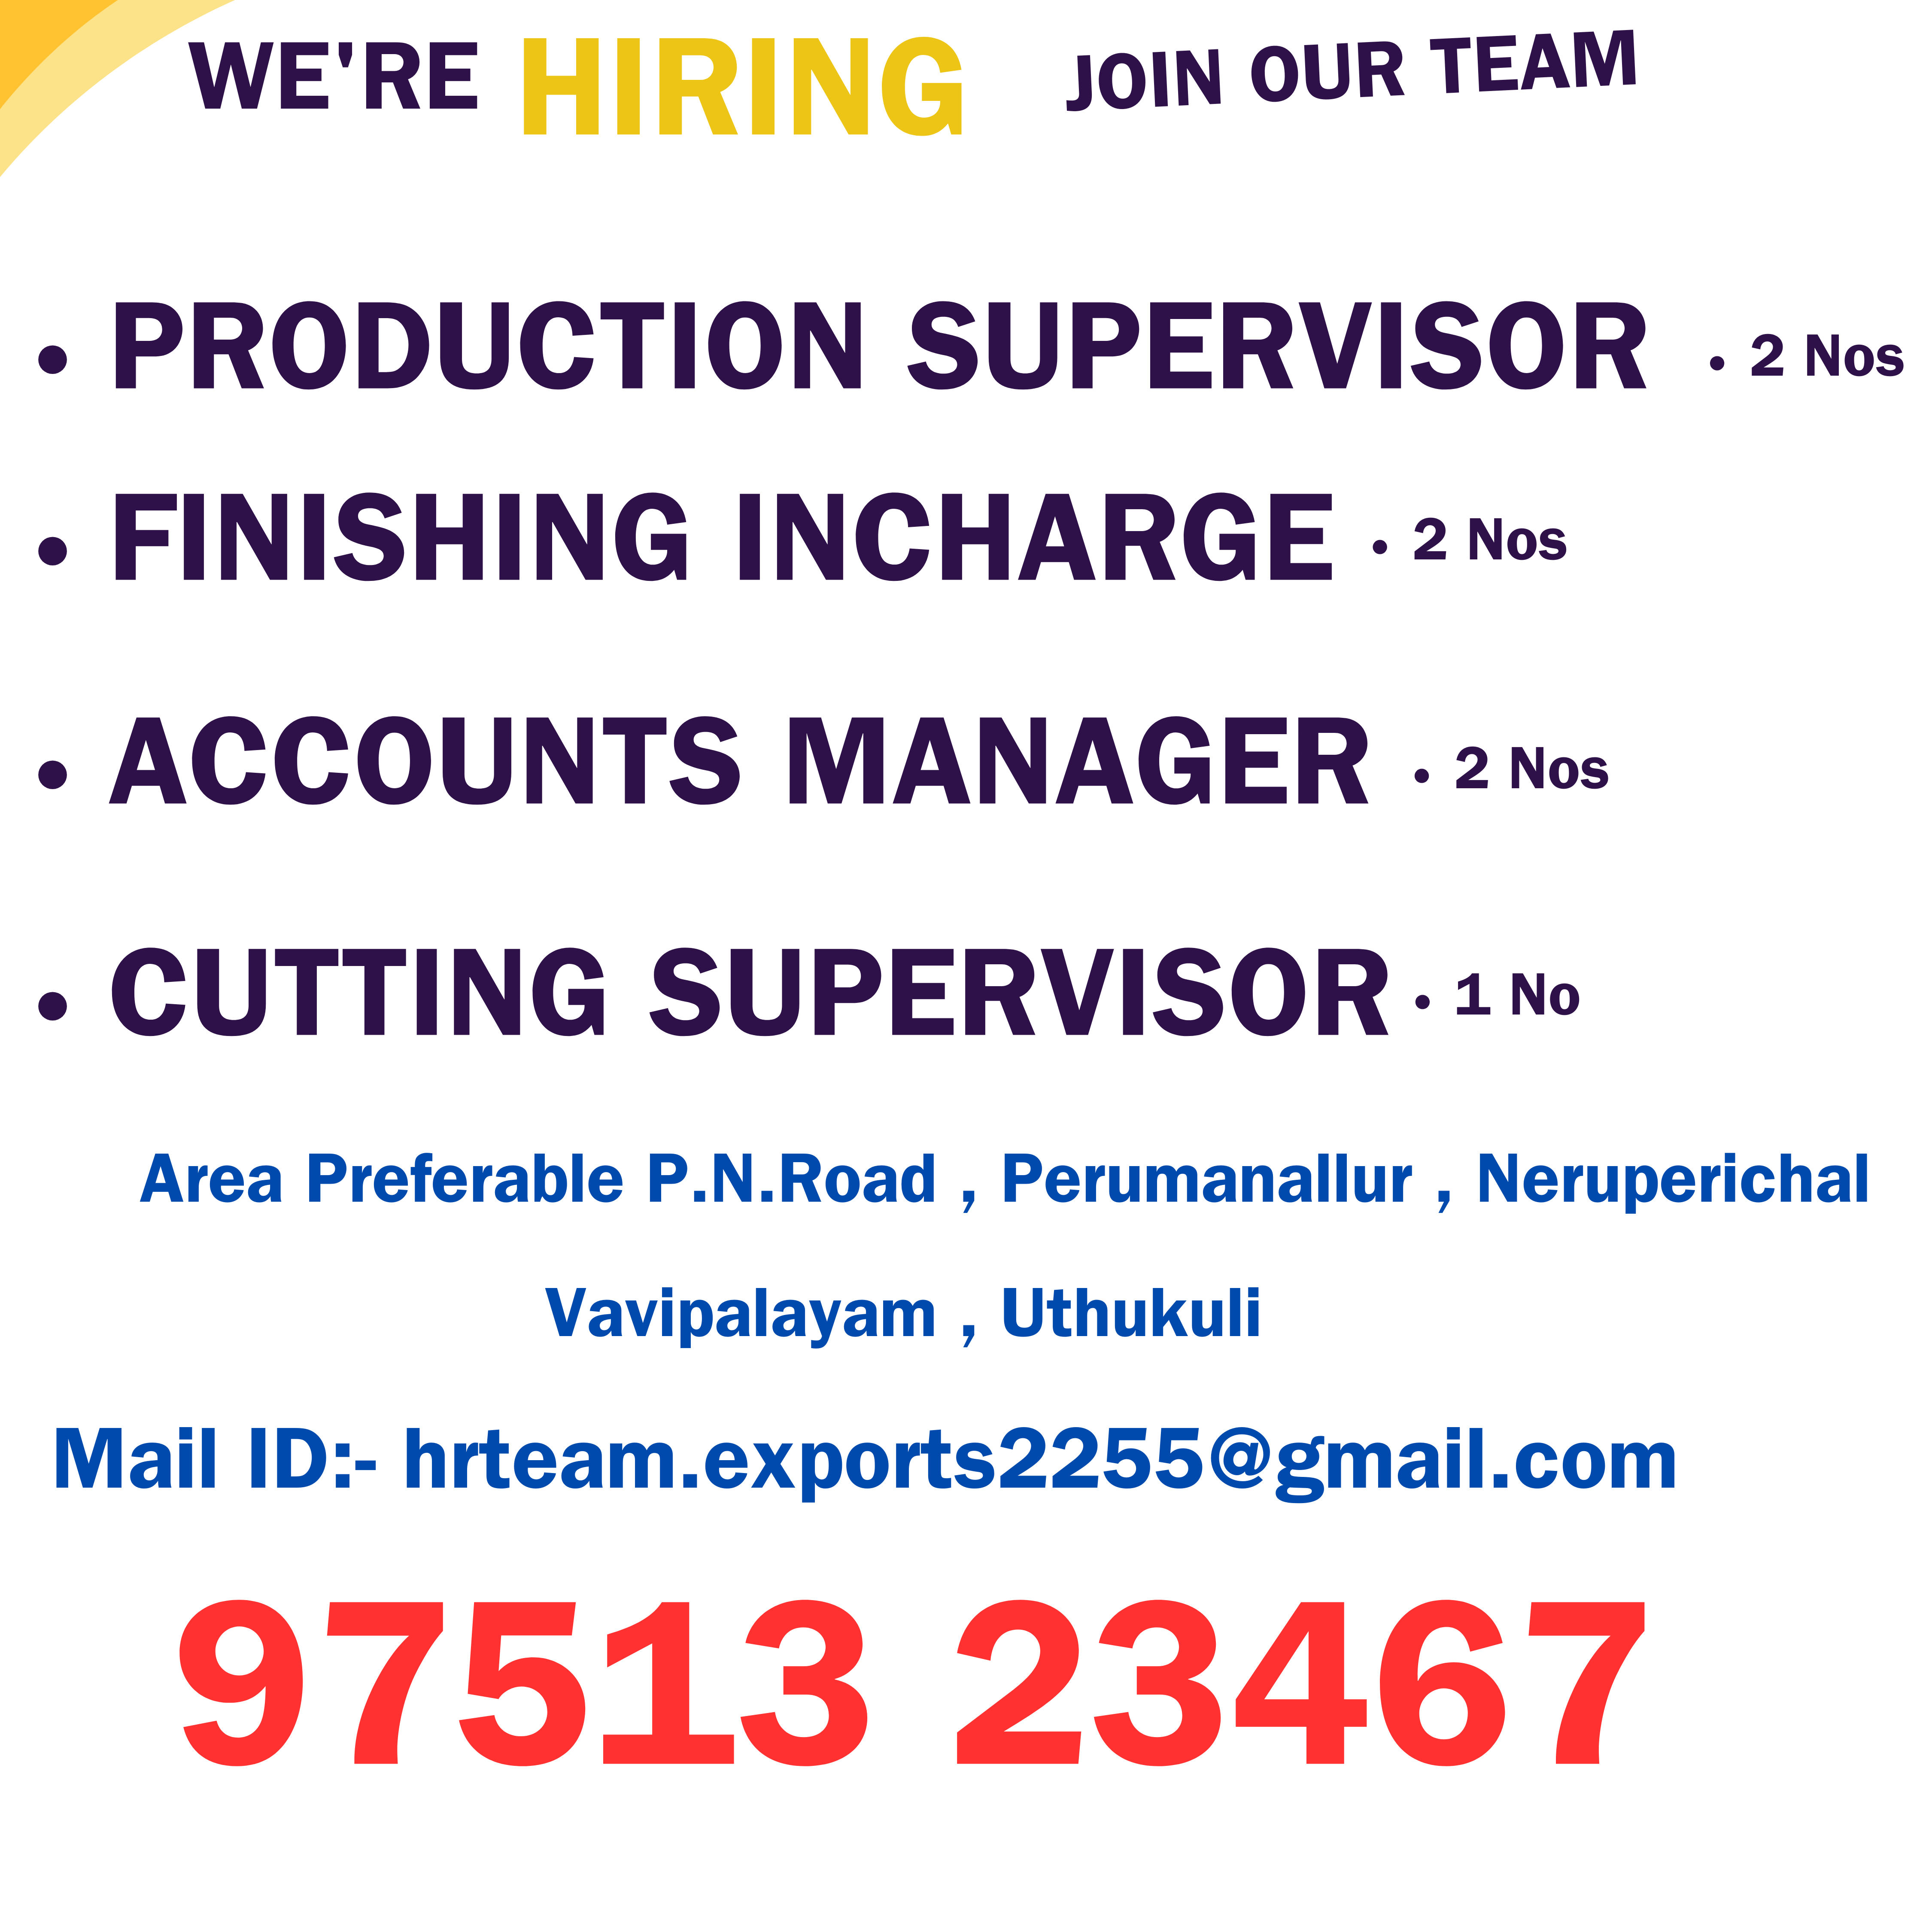 WE'RE HIRING JOIN OUR TEAM
• PRODUCTION SUPERVISOR • 2 Nos
• FINISHING INCHARGE • 2 Nos
• ACCOUNTS MANAGER • 2 Nos
• CUTTING SUPERVISOR • 1 No
Area Preferable P.N.Road , Perumanallur , Neruperichal
Vavipalayam , Uthukuli
Mail ID:- hrteam.exports2255@gmail.com
97513 23467